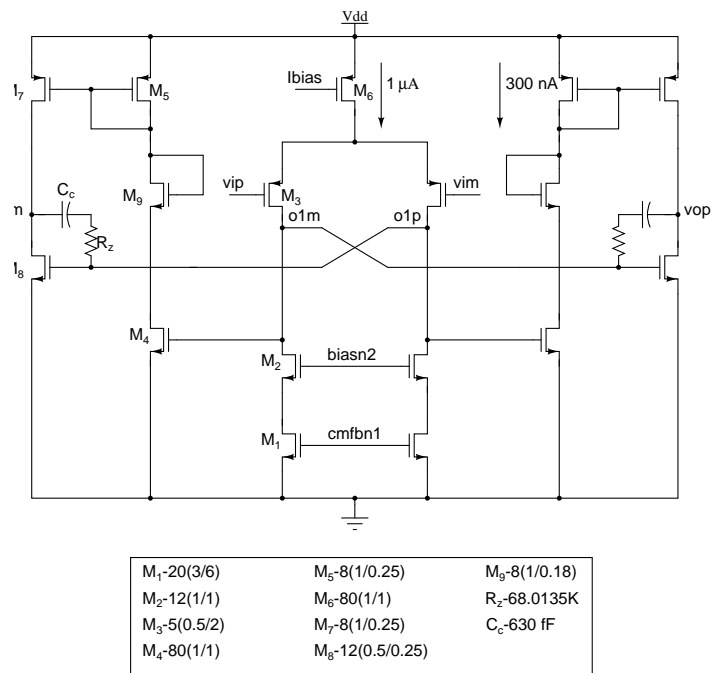 Vdd
Ibias
1 μA
300 nA
M5
M6
vip
vim
M9
M3
Cc
Rz
o1m
o1p
vop
M4
M2
biasn2
M1
cmfbn1
M1-20(3/6) M5-8(1/0.25) M9-8(1/0.18)
M2-12(1/1) M6-80(1/1) Rz-68.0135K
M3-5(0.5/2) M7-8(1/0.25) Cc-630 fF
M4-80(1/1) M8-12(0.5/0.25)